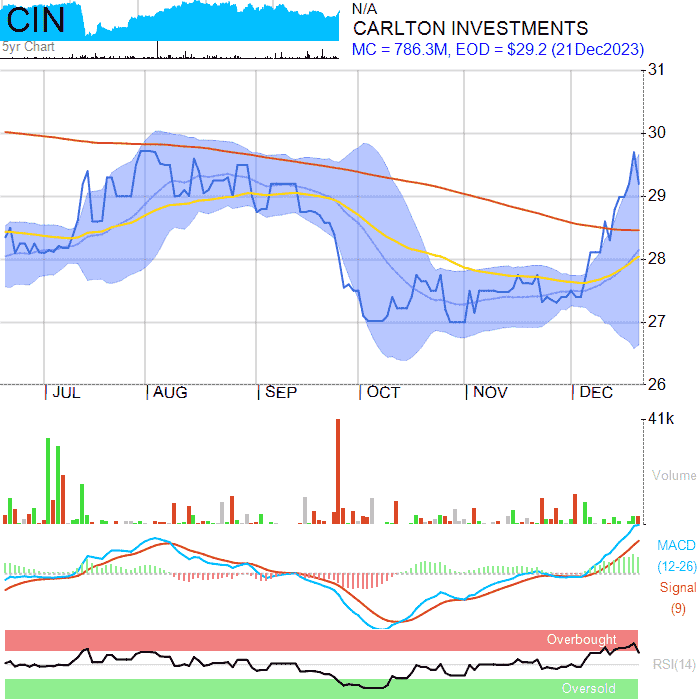 CIN
N/A
CARLTON INVESTMENTS
5yr Chart
MC = 786.3M, EOD = $29.2 (21Dec2023)
31
30
29
28
27
26
JUL AUG SEP OCT NOV DEC
41k
Volume
MACD
(12-26)
Signal
(9)
Overbought
RSI(14)
Oversold